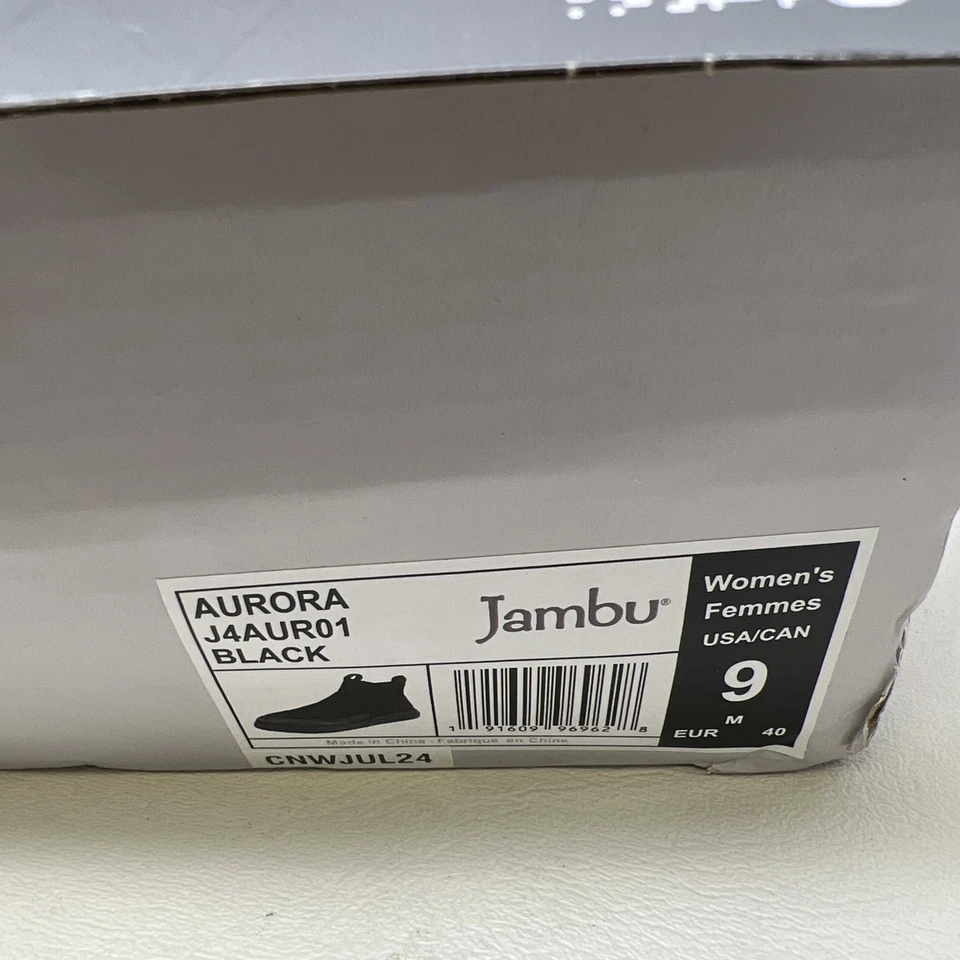 AURORA
J4AUR01
BLACK
Jambu®
Women's
Femmes
USA/CAN
9
M
EUR 40
1 91609 96962 8
Made in China - Fabriqué en Chine
CNWJUL24